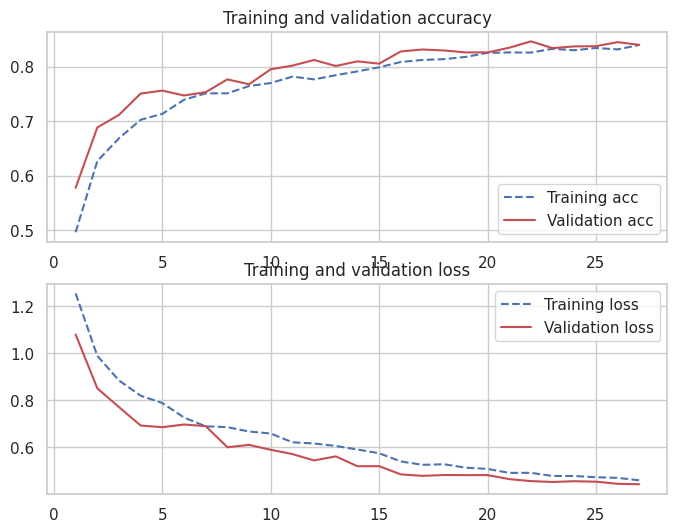 Training and validation accuracy
0.8
0.7
0.6
0.5
Training acc
Validation acc
0 5 10 15 20 25
Training and validation loss
1.2
1.0
0.8
0.6
Training loss
Validation loss
0 5 10 15 20 25